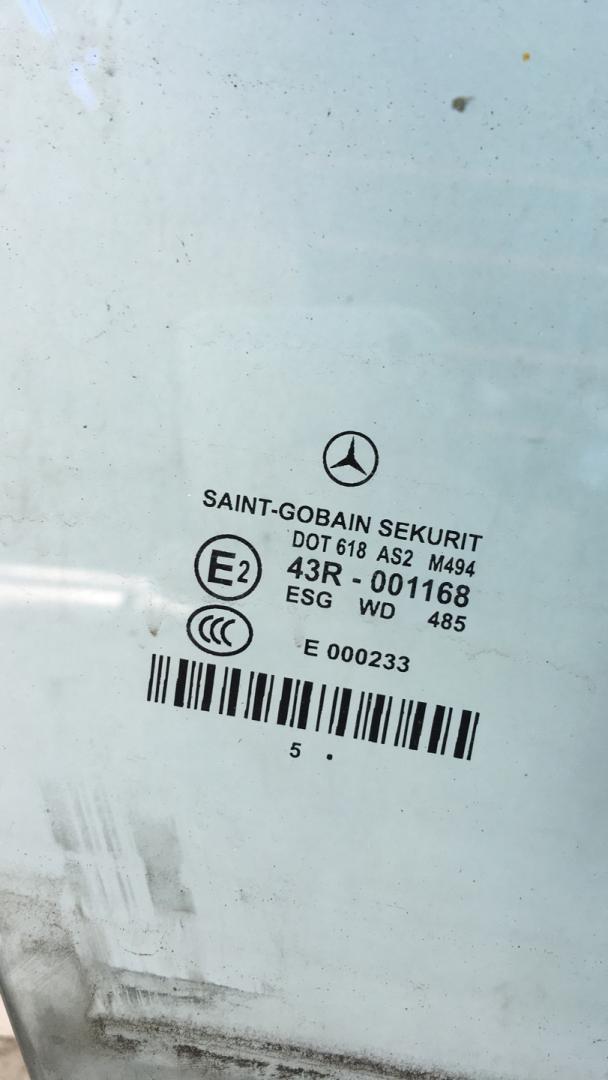 SAINT-GOBAIN SEKURIT
DOT 618 AS2 M494
E2 43R - 001168
ESG WD 485
CCC E 000233
5 .